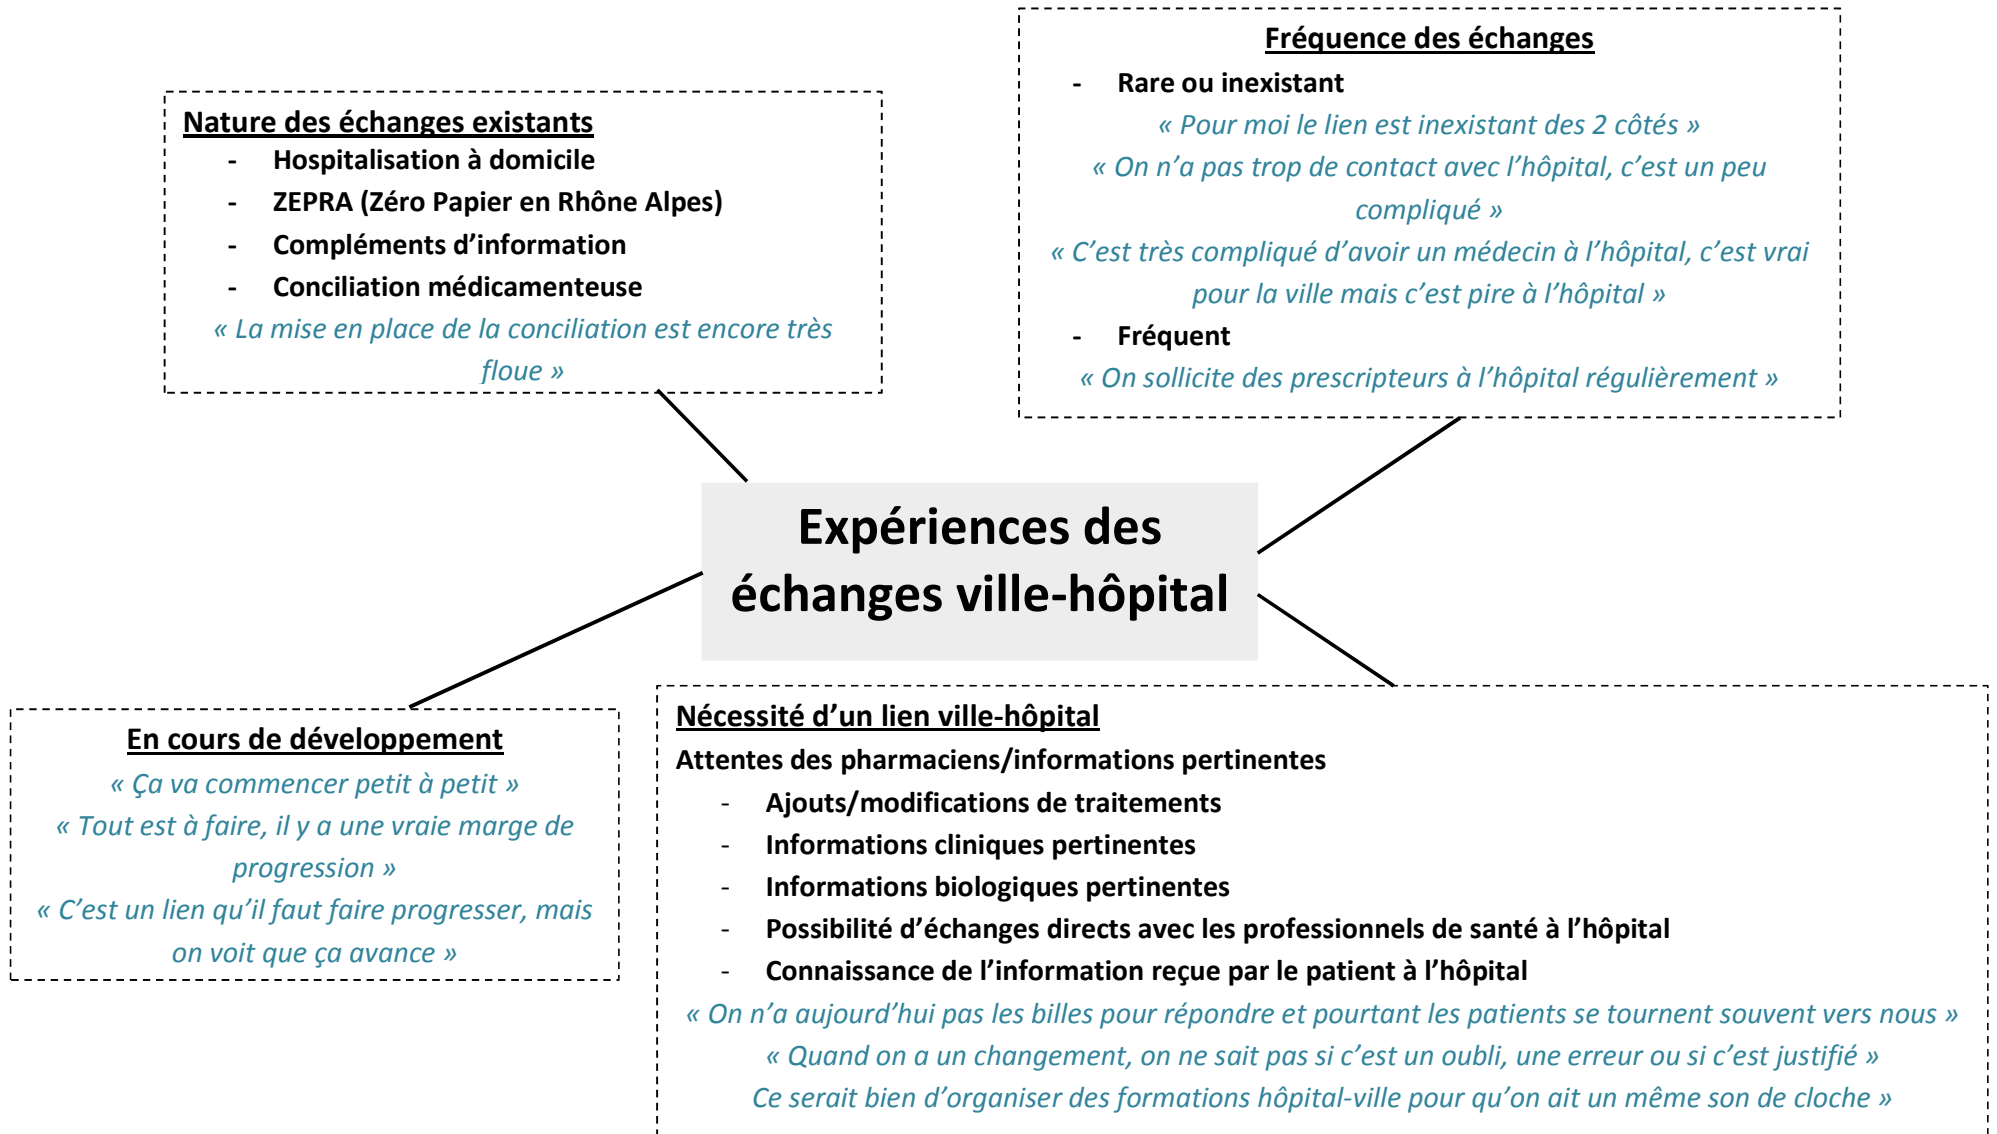 Nature des échanges existants
- Hospitalisation à domicile
- ZEPRA (Zéro Papier en Rhône Alpes)
- Compléments d’information
- Conciliation médicamenteuse
« La mise en place de la conciliation est encore très
floue »
Fréquence des échanges
- Rare ou inexistant
« Pour moi le lien est inexistant des 2 côtés »
« On n’a pas trop de contact avec l’hôpital, c’est un peu
compliqué »
« C’est très compliqué d’avoir un médecin à l’hôpital, c’est vrai
pour la ville mais c’est pire à l’hôpital »
- Fréquent
« On sollicite des prescripteurs à l’hôpital régulièrement »
Expériences des
échanges ville-hôpital
En cours de développement
« Ça va commencer petit à petit »
« Tout est à faire, il y a une vraie marge de
progression »
« C’est un lien qu’il faut faire progresser, mais
on voit que ça avance »
Nécessité d’un lien ville-hôpital
Attentes des pharmaciens/informations pertinentes
- Ajouts/modifications de traitements
- Informations cliniques pertinentes
- Informations biologiques pertinentes
- Possibilité d’échanges directs avec les professionnels de santé à l’hôpital
- Connaissance de l’information reçue par le patient à l’hôpital
« On n’a aujourd’hui pas les billes pour répondre et pourtant les patients se tournent souvent vers nous »
« Quand on a un changement, on ne sait pas si c’est un oubli, une erreur ou si c’est justifié »
Ce serait bien d’organiser des formations hôpital-ville pour qu’on ait un même son de cloche »